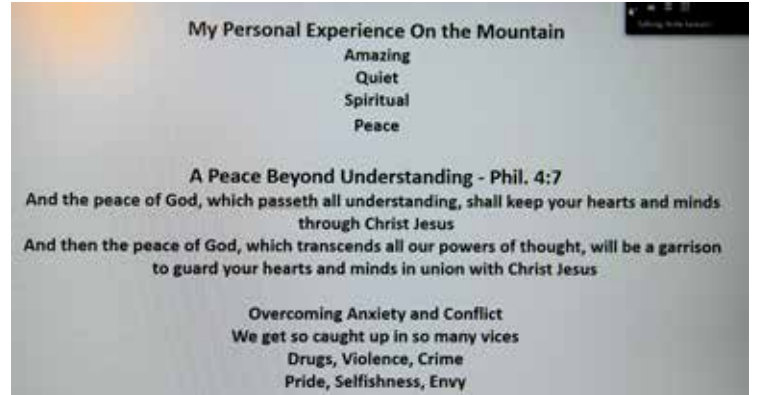 My Personal Experience On the Mountain
Amazing
Quiet
Spiritual
Peace
A Peace Beyond Understanding - Phil. 4:7
And the peace of God, which passeth all understanding, shall keep your hearts and minds
through Christ Jesus
And then the peace of God, which transcends all our powers of thought, will be a garrison
to guard your hearts and minds in union with Christ Jesus
Overcoming Anxiety and Conflict
We get so caught up in so many vices
Drugs, Violence, Crime
Pride, Selfishness, Envy